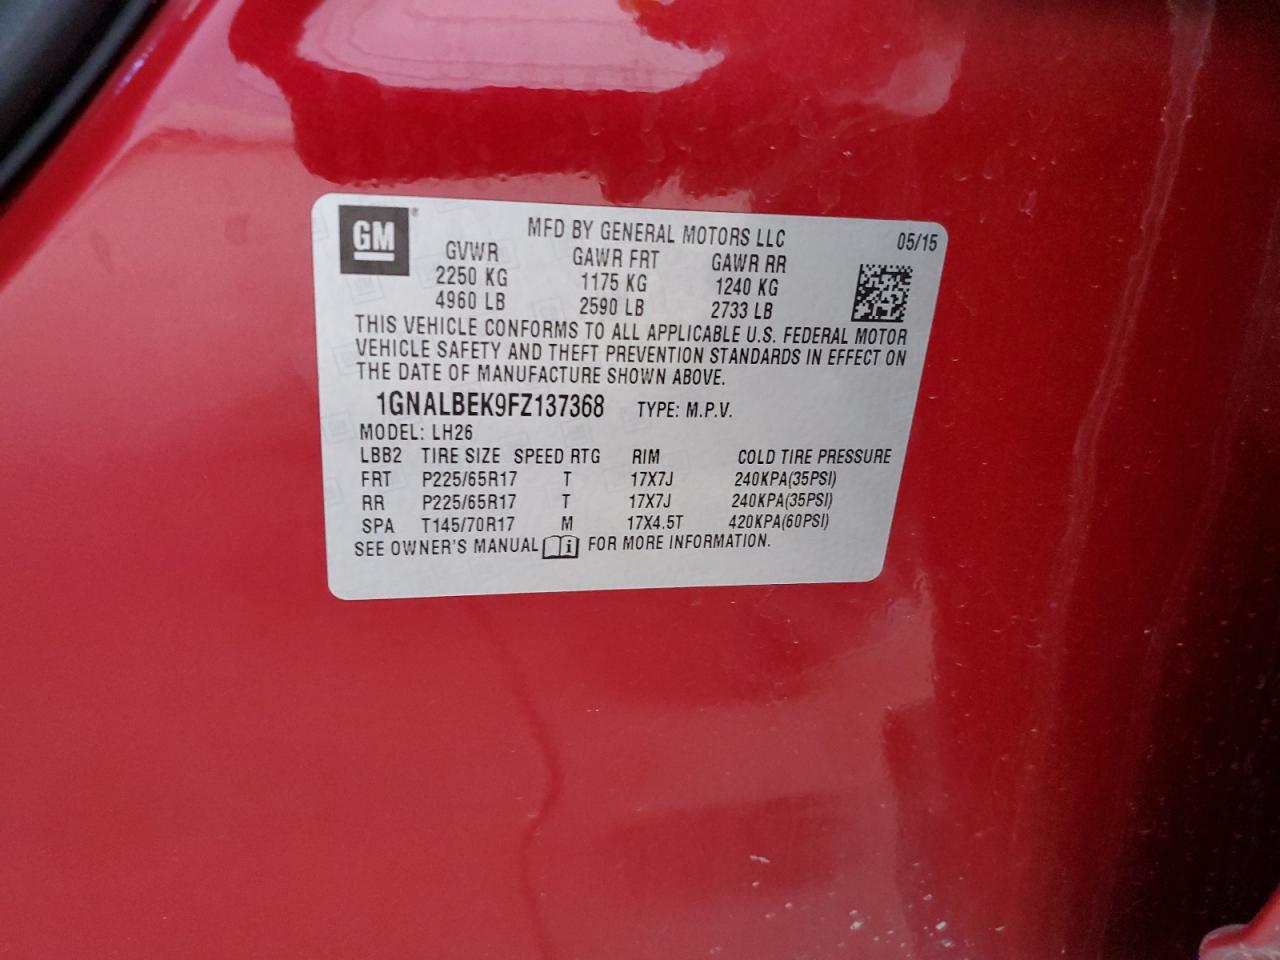 GM® MFD BY GENERAL MOTORS LLC 05/15
GVWR GAWR FRT GAWR RR
2250 KG 1175 KG 1240 KG
4960 LB 2590 LB 2733 LB
THIS VEHICLE CONFORMS TO ALL APPLICABLE U.S. FEDERAL MOTOR
VEHICLE SAFETY AND THEFT PREVENTION STANDARDS IN EFFECT ON
THE DATE OF MANUFACTURE SHOWN ABOVE.
1GNALBEK9FZ137368 TYPE: M.P.V.
MODEL: LH26
LBB2 TIRE SIZE SPEED RTG RIM COLD TIRE PRESSURE
FRT P225/65R17 T 17X7J 240KPA(35PSI)
RR P225/65R17 T 17X7J 240KPA(35PSI)
SPA T145/70R17 M 17X4.5T 420KPA(60PSI)
SEE OWNER'S MANUAL i FOR MORE INFORMATION.